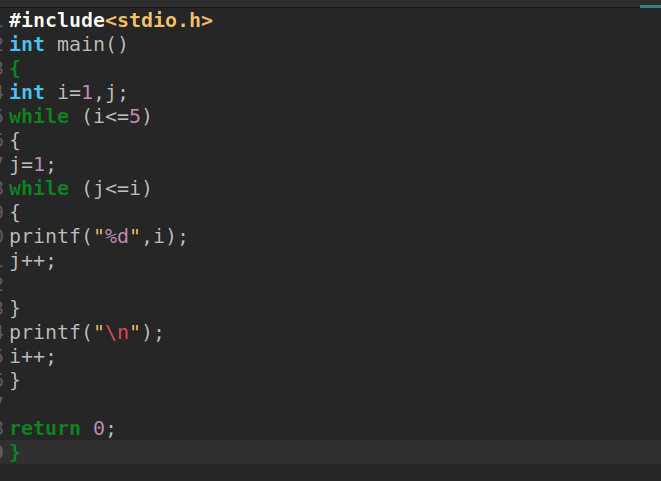 #include<stdio.h>
int main()
{
int i=1,j;
while (i<=5)
{
j=1;
while (j<=i)
{
printf("%d",i);
j++;
}
printf("\n");
i++;
}
return 0;
}